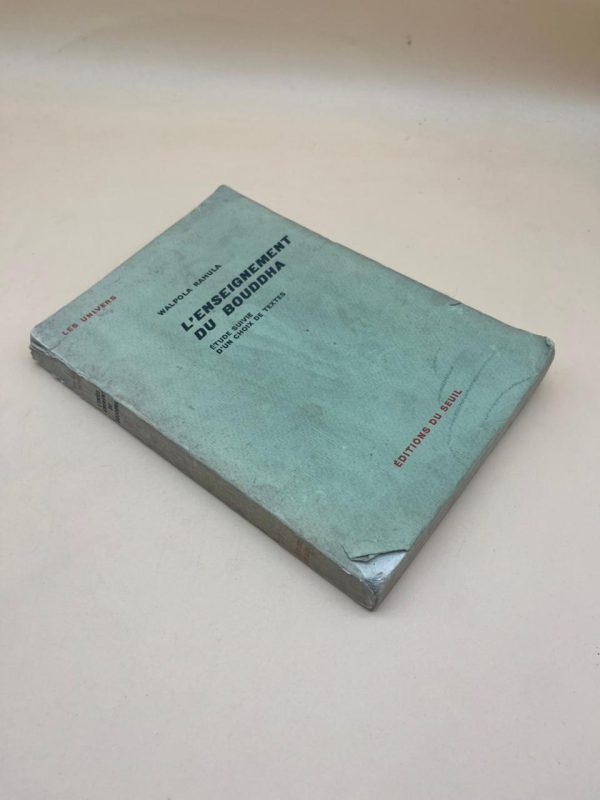 LES UNIVERS
WALPOLA RAHULA
L'ENSEIGNEMENT
DU BOUDDHA
ÉTUDE SUIVIE
D'UN CHOIX DE TEXTES
ÉDITIONS DU SEUIL